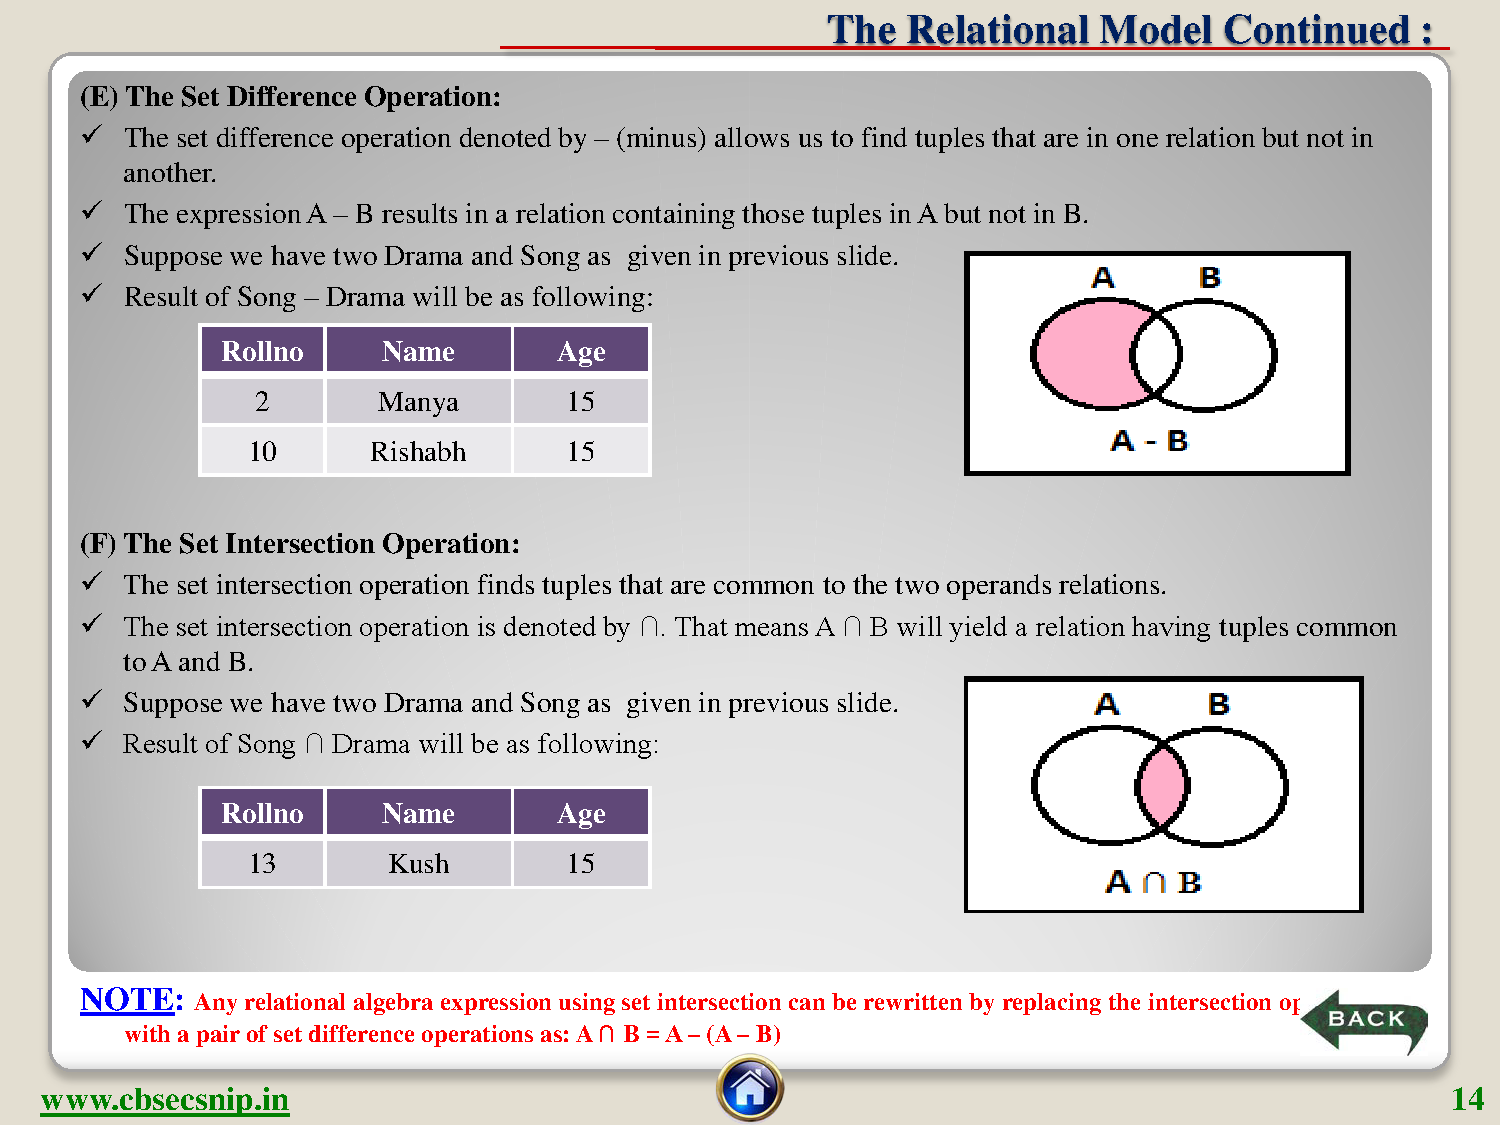 The Relational Model Continued :
(E) The Set Difference Operation:
✓ The set difference operation denoted by – (minus) allows us to find tuples that are in one relation but not in
another.
✓ The expression A – B results in a relation containing those tuples in A but not in B.
✓ Suppose we have two Drama and Song as given in previous slide.
✓ Result of Song – Drama will be as following:
Rollno Name Age
2 Manya 15
10 Rishabh 15
A B
A - B
(F) The Set Intersection Operation:
✓ The set intersection operation finds tuples that are common to the two operands relations.
✓ The set intersection operation is denoted by ∩. That means A ∩ B will yield a relation having tuples common
to A and B.
✓ Suppose we have two Drama and Song as given in previous slide.
✓ Result of Song ∩ Drama will be as following:
Rollno Name Age
13 Kush 15
A B
A ∩ B
NOTE: Any relational algebra expression using set intersection can be rewritten by replacing the intersection
with a pair of set difference operations as: A ∩ B = A – (A – B)
BACK
www.cbsecsnip.in
14